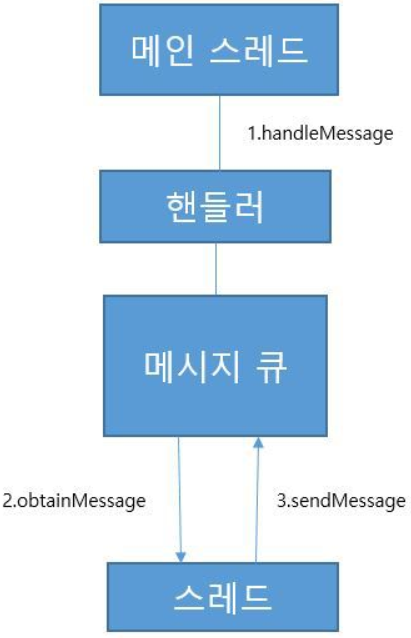 메인 스레드
1.handleMessage
핸들러
메시지 큐
2.obtainMessage
3.sendMessage
스레드